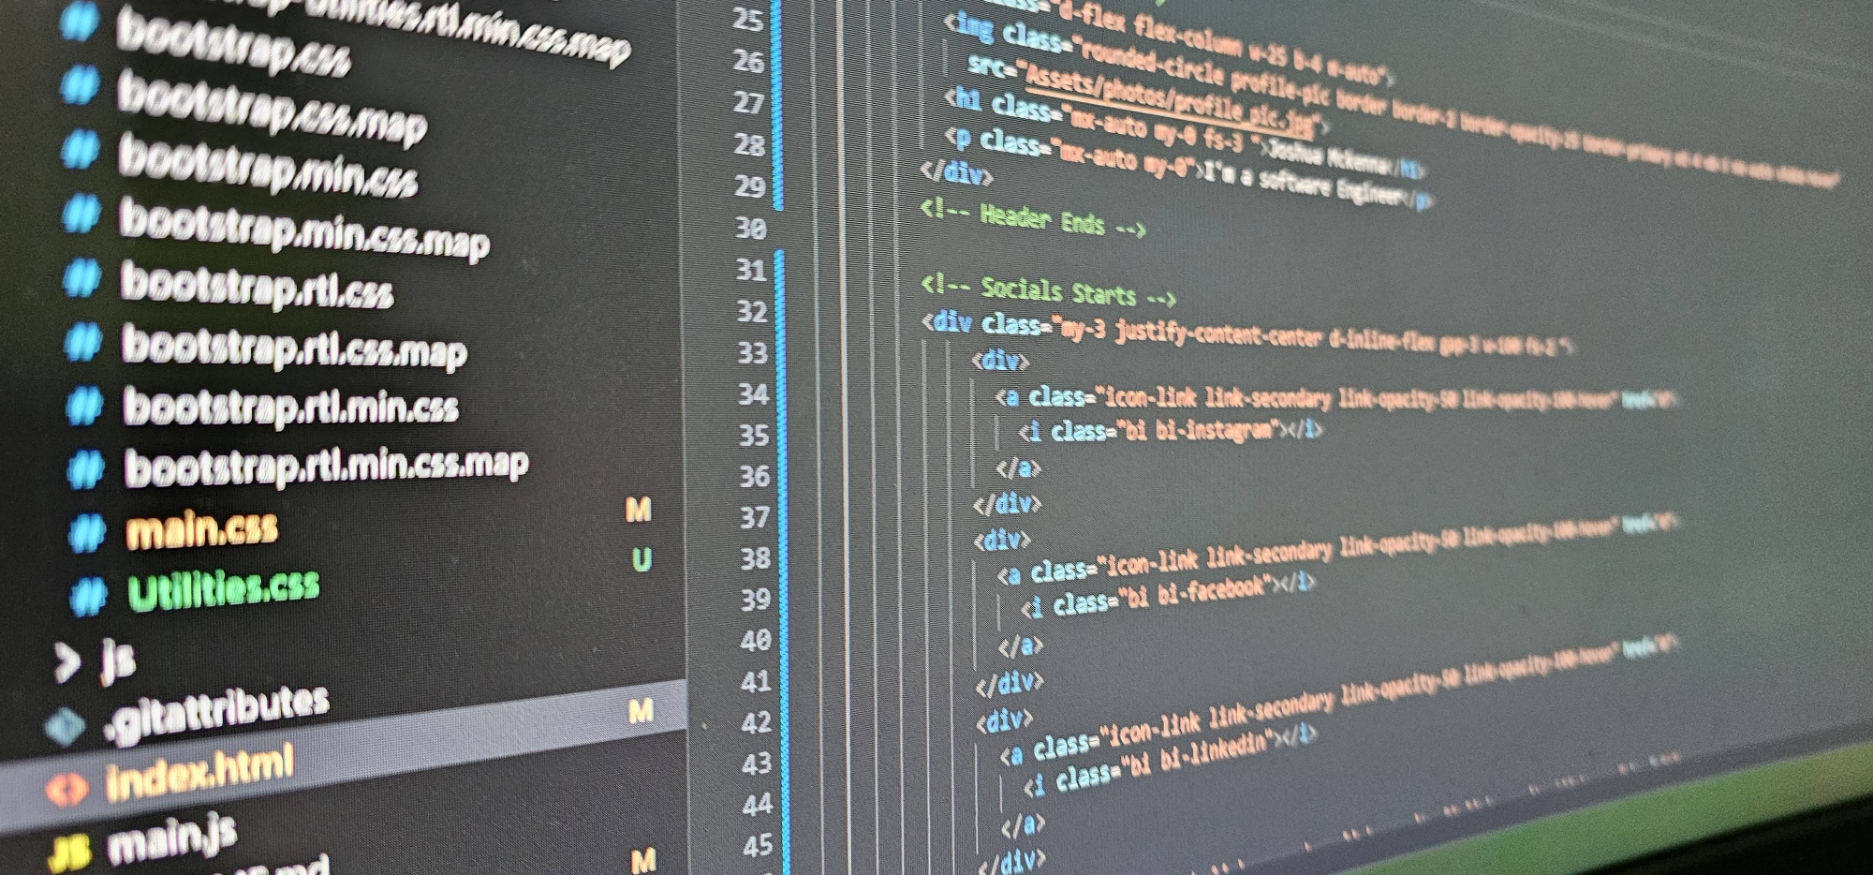 bootstrap-utilities.rtl.min.css.map
bootstrap.css
bootstrap.css.map
bootstrap.min.css
bootstrap.min.css.map
bootstrap.rtl.css
bootstrap.rtl.css.map
bootstrap.rtl.min.css
bootstrap.rtl.min.css.map
main.css M
Utilities.css U
js
.gitattributes
index.html M
JS main.js
M
25 "d-flex flex-column w-25
26 <img class="rounded-circle profile-pic border border-2 border-opacity-25
27 src="Assets/photos/profile_pic.jpg">
28 <h1 class="mx-auto my-0 fs-3 ">Joshua Mckenna</h1>
29 <p class="mx-auto my-0">I'm a software Engineer</p>
30 </div>
31 <!-- Header Ends -->
32
33 <!-- Socials Starts -->
34 <div class="my-3 justify-content-center d-inline-flex gap-3 w-100 fs-2 ">
35 <div>
36 <a class="icon-link link-secondary link-opacity-50 link-opacity-100-hover" href="#">
37 <i class="bi bi-instagram"></i>
38 </a>
39 </div>
40 <div>
41 <a class="icon-link link-secondary link-opacity-50 link-opacity-100-hover" href="#">
42 <i class="bi bi-facebook"></i>
43 </a>
44 </div>
45 <div>
<a class="icon-link link-secondary link-opacity-50 link-opacity-100-hover" href="#">
<i class="bi bi-linkedin"></i>
</a>
</div>